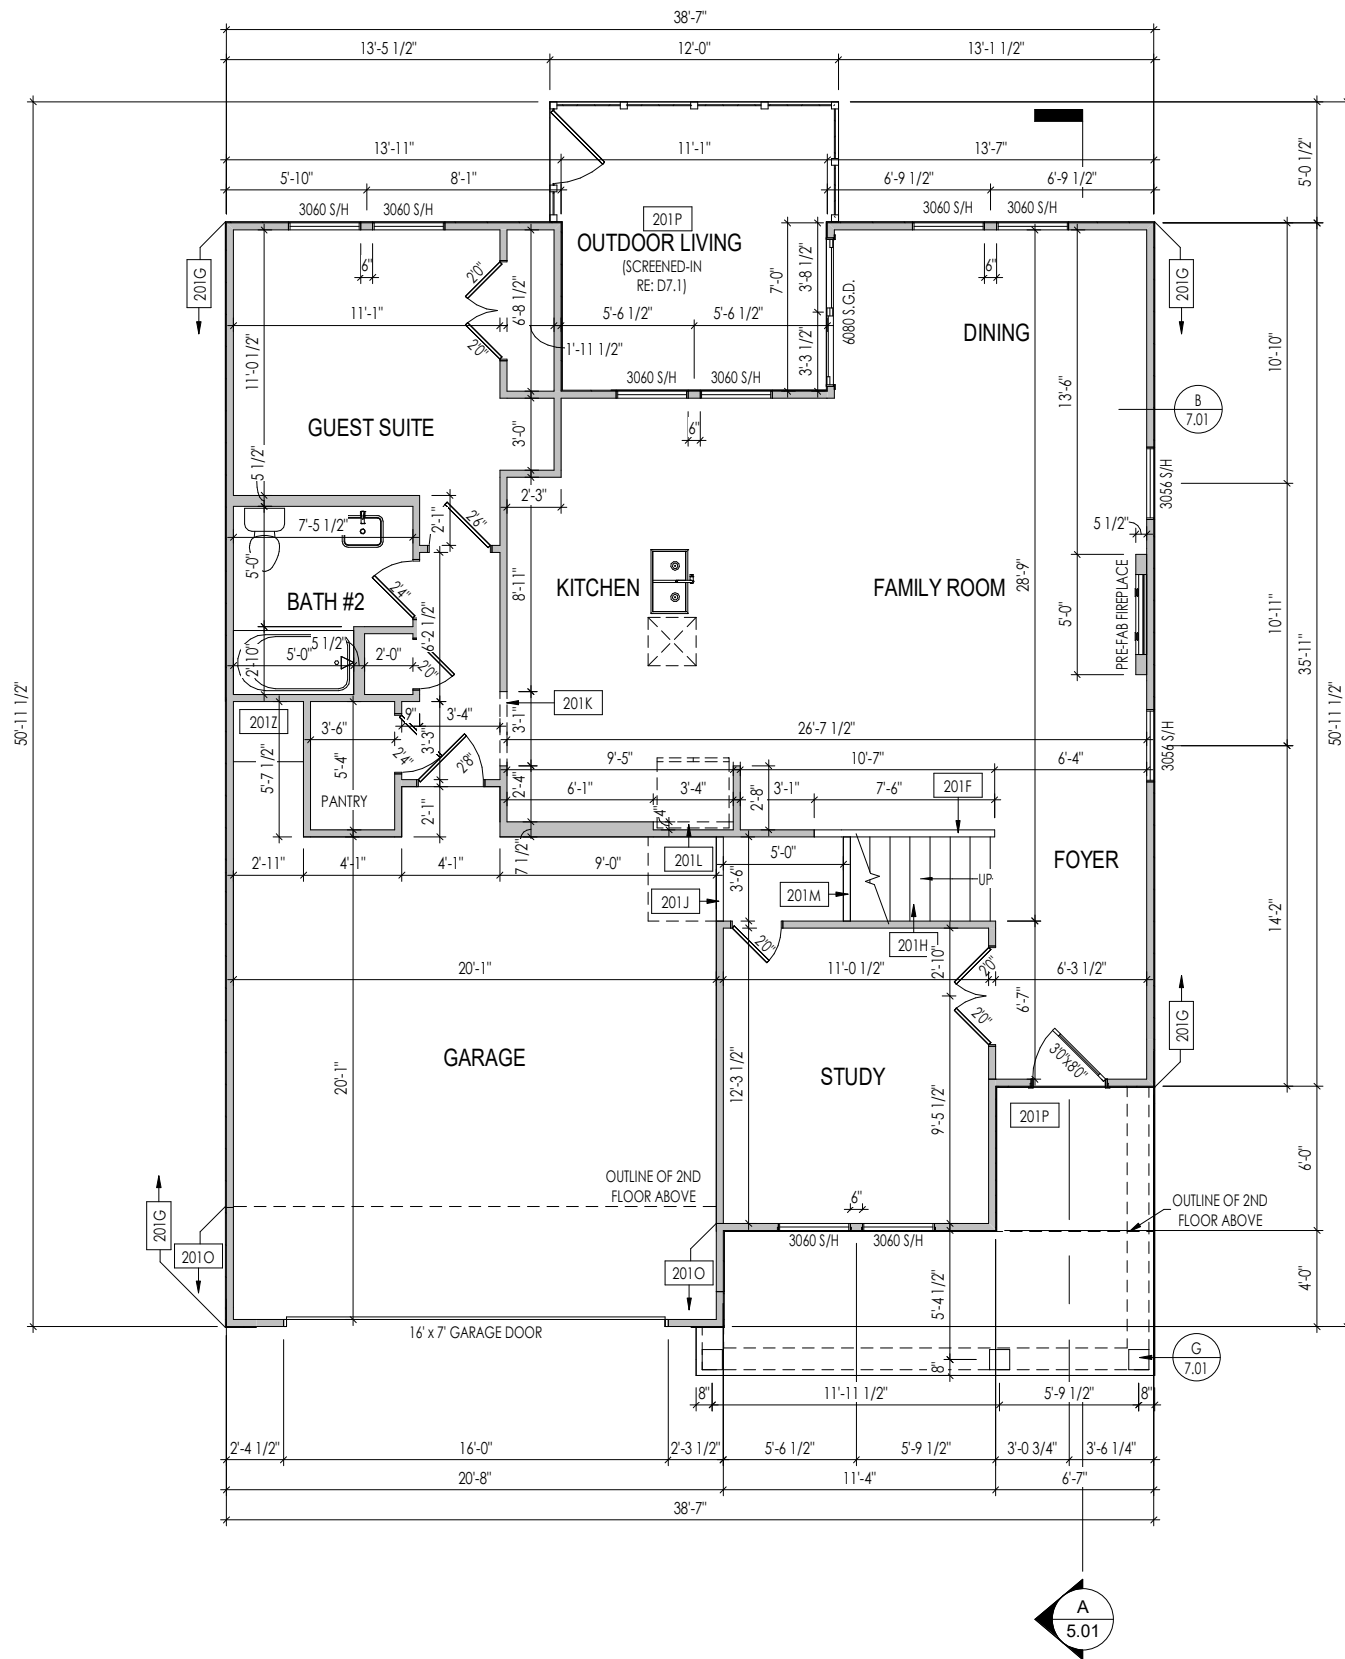 38'-7"
13'-5 1/2" 12'-0" 13'-1 1/2"
13'-11" 11'-1" 13'-7"
5'-0 1/2"
5'-10" 8'-1" 6'-9 1/2" 6'-9 1/2"
3060 S/H 3060 S/H 3060 S/H 3060 S/H
201P
OUTDOOR LIVING
(SCREENED-IN
RE: D7.1)
201G
6"
2'0"
6'-8 1/2"
7'-0"
3'-8 1/2"
6"
201G
11'-1"
5'-6 1/2" 5'-6 1/2"
6080 S.G.D.
DINING
11'-0 1/2"
2'0"
1'-11 1/2"
3'-3 1/2"
10'-10"
3060 S/H 3060 S/H
13'-6"
B
7.01
GUEST SUITE
3'-0"
6"
5 1/2"
2'-3"
3056 S/H
7'-5 1/2"
2'-1"
2'6"
5 1/2"
5'-0"
8'-11"
28'-9"
KITCHEN
FAMILY ROOM
PRE-FAB FIREPLACE
5'-0"
BATH #2
2'4"
6'-2 1/2"
10'-11"
35'-11"
5 1/2"
2'-10"
5'-0"
2'-0"
2'0"
50'-11 1/2"
50'-11 1/2"
201Z
9"
3'-4"
3'-1"
201K
3'-6"
3'-3"
26'-7 1/2"
3056 S/H
5'-7 1/2"
5'-4"
2'4"
2'8"
9'-5" 10'-7" 6'-4"
2'-4"
6'-1" 3'-4"
2'-8"
3'-1" 7'-6"
201F
PANTRY
2'-1"
4"
7 1/2"
2'-11" 4'-1" 4'-1" 9'-0"
201L
5'-0"
FOYER
3'-6"
201J
201M
UP
14'-2"
201H
2'0"
2'-10"
20'-1"
11'-0 1/2"
2'0"
6'-3 1/2"
6'-7"
2'0"
201G
GARAGE
3'0"x8'0"
STUDY
20'-1"
12'-3 1/2"
9'-5 1/2"
201P
6'-0"
OUTLINE OF 2ND
FLOOR ABOVE
6"
OUTLINE OF 2ND
FLOOR ABOVE
201G
201O
3060 S/H 3060 S/H
201O
5'-4 1/2"
4'-0"
16' x 7' GARAGE DOOR
G
7.01
8"
8" 11'-11 1/2" 5'-9 1/2" 8"
2'-4 1/2" 16'-0" 2'-3 1/2" 5'-6 1/2" 5'-9 1/2" 3'-0 3/4" 3'-6 1/4"
20'-8" 11'-4" 6'-7"
38'-7"
A
5.01